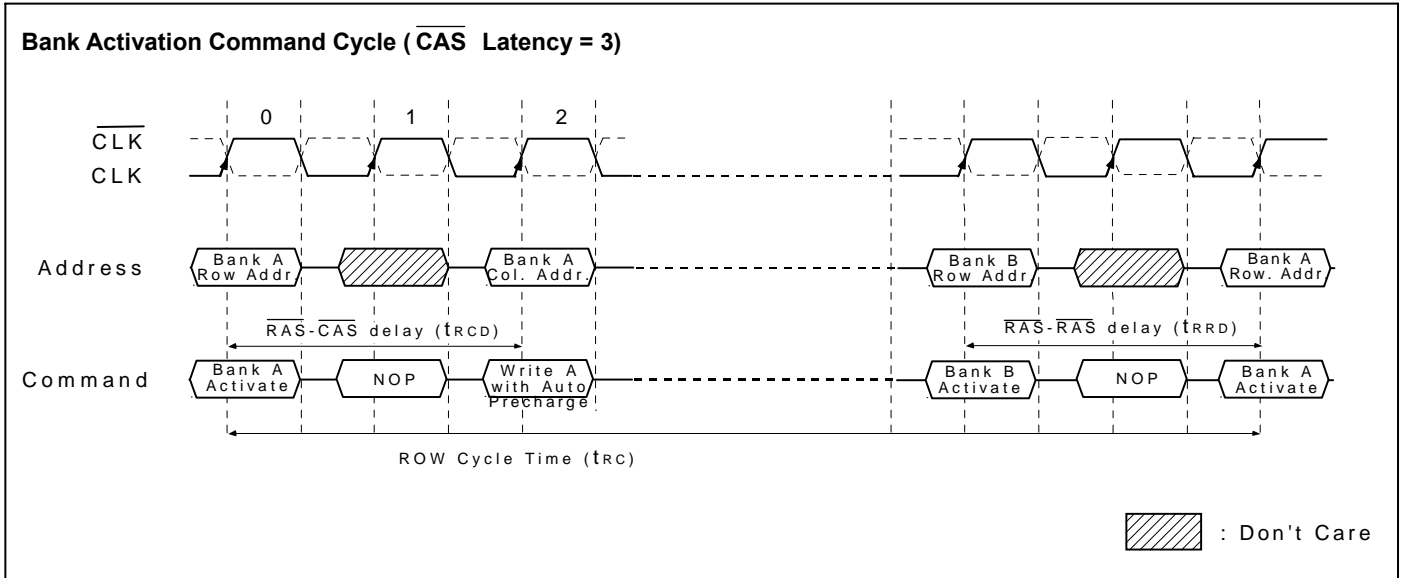 Bank Activation Command Cycle ( CAS Latency = 3)
0 1 2
CLK
CLK
Address
Bank A
Row Addr
Bank A
Col. Addr.
Bank B
Row Addr
Bank A
Row. Addr
RAS-CAS delay (tRCD)
RAS-RAS delay (tRRD)
Command
Bank A
Activate
NOP
Write A
with Auto
Precharge
Bank B
Activate
NOP
Bank A
Activate
ROW Cycle Time (tRC)
: Don't Care